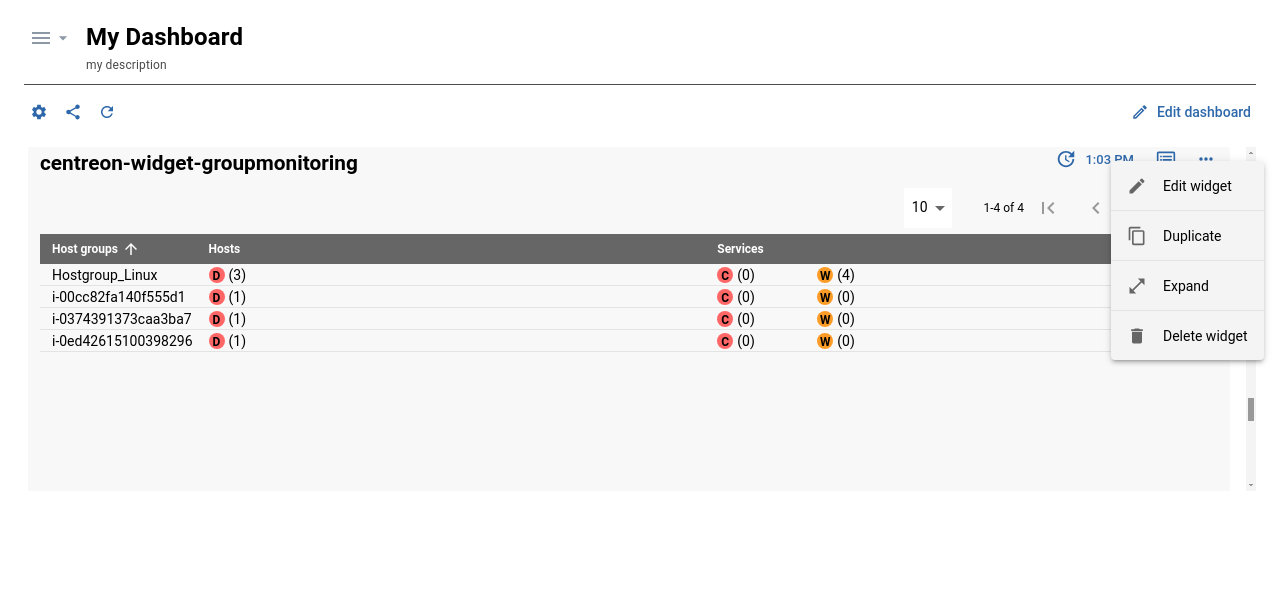 My Dashboard
my description
Edit dashboard
centreon-widget-groupmonitoring
1:03 PM
Edit widget
10 1-4 of 4
Duplicate
Host groups Hosts Services
Hostgroup_Linux D (3) C (0) W (4)
Expand
i-00cc82fa140f555d1 D (1) C (0) W (0)
i-0374391373caa3ba7 D (1) C (0) W (0)
Delete widget
i-0ed42615100398296 D (1) C (0) W (0)